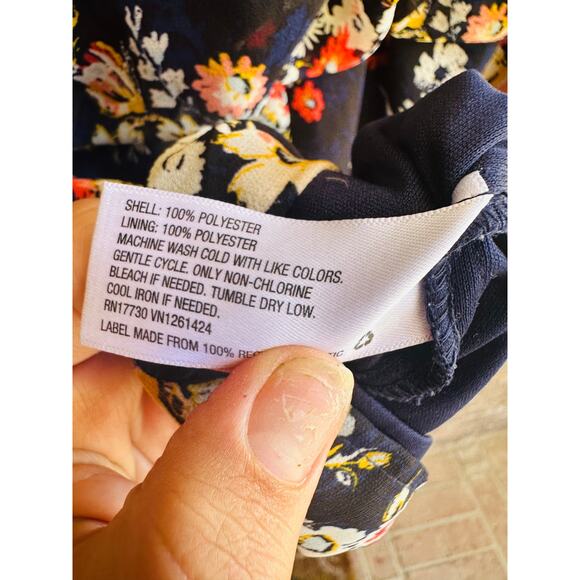 SHELL: 100% POLYESTER
LINING: 100% POLYESTER
MACHINE WASH COLD WITH LIKE COLORS.
GENTLE CYCLE. ONLY NON-CHLORINE
BLEACH IF NEEDED. TUMBLE DRY LOW.
COOL IRON IF NEEDED.
RN17730 VN1261424
LABEL MADE FROM 100%